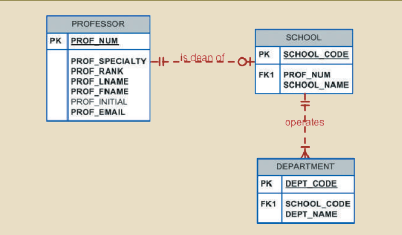 PROFESSOR
PK PROF_NUM
PROF_SPECIALTY
PROF_RANK
PROF_LNAME
PROF_FNAME
PROF_INITIAL
PROF_EMAIL
is dean of
SCHOOL
PK SCHOOL_CODE
FK1 PROF_NUM
SCHOOL_NAME
operates
DEPARTMENT
PK DEPT_CODE
FK1 SCHOOL_CODE
DEPT_NAME